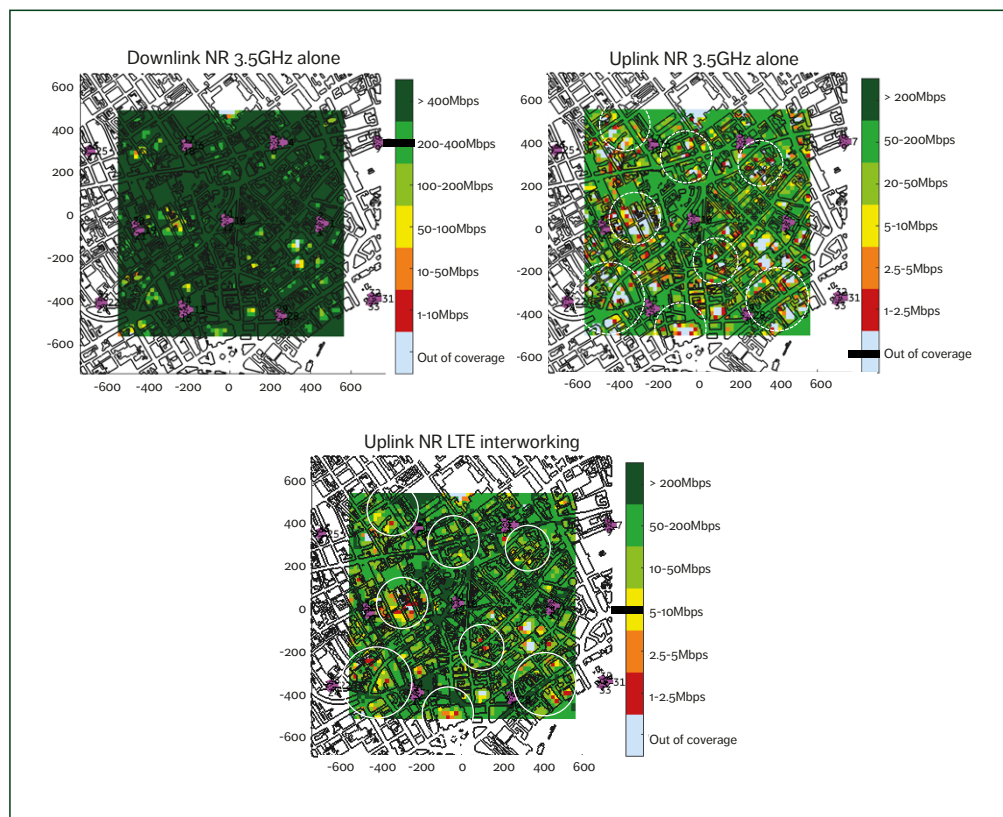 Downlink NR 3.5GHz alone
600
400
200
0
-200
-400
-600
-600
-400
-200
0
200
400
600
> 400Mbps
200-400Mbps
100-200Mbps
50-100Mbps
10-50Mbps
1-10Mbps
Out of coverage
Uplink NR 3.5GHz alone
600
400
200
0
-200
-400
-600
-600
-400
-200
0
200
400
600
> 200Mbps
50-200Mbps
20-50Mbps
5-10Mbps
2.5-5Mbps
1-2.5Mbps
Out of coverage
Uplink NR LTE interworking
600
400
200
0
-200
-400
-600
-600
-400
-200
0
200
400
600
> 200Mbps
50-200Mbps
10-50Mbps
5-10Mbps
2.5-5Mbps
1-2.5Mbps
Out of coverage